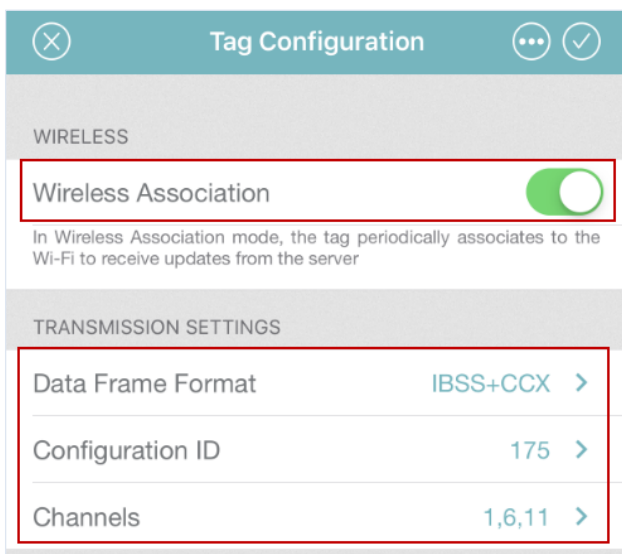 Tag Configuration
WIRELESS
Wireless Association
In Wireless Association mode, the tag periodically associates to the
Wi-Fi to receive updates from the server
TRANSMISSION SETTINGS
Data Frame Format IBSS+CCX
Configuration ID 175
Channels 1,6,11